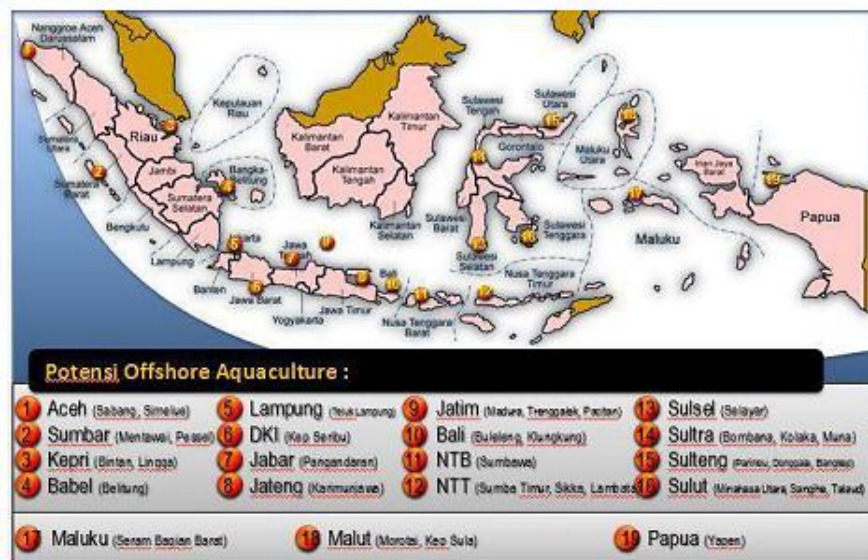 Nanggroe Aceh
Darussalam
Sumatera
Utara
Riau
Kepulauan
Riau
Sumatera
Barat
Jambi
Bangka-
Belitung
Sumatera
Selatan
Bengkulu
Lampung
Jakarta
Banten
Jawa Barat
Jawa
Yogyakarta
Jawa Timur
Bali
Kalimantan
Barat
Kalimantan
Tengah
Kalimantan
Timur
Kalimantan
Selatan
Sulawesi
Tengah
Sulawesi
Utara
Gorontalo
Sulawesi
Barat
Sulawesi
Selatan
Sulawesi
Tenggara
Maluku
Utara
Nusa Tenggara
Barat
Nusa Tenggara
Timur
Maluku
Irian Jaya
Barat
Papua
Potensi Offshore Aquaculture :
1 Aceh (Sabang, Simelue)
2 Sumbar (Mentawai, Pessel)
3 Kepri (Bintan, Lingga)
4 Babel (Belitung)
5 Lampung (Teluk Lampung)
6 DKI (Kep Seribu)
7 Jabar (Pangandaran)
8 Jateng (Karimunjawa)
9 Jatim (Madura, Trenggalek, Pacitan)
10 Bali (Buleleng, Klungkung)
11 NTB (Sumbawa)
12 NTT (Sumba Timur, Sikka, Lembata)
13 Sulsel (Selayar)
14 Sultra (Bombana, Kolaka, Muna)
15 Sulteng (Parimou, Donggala, Banggai)
16 Sulut (Minahasa Utara, Sangihe, Talaud)
17 Maluku (Seram Bagian Barat)
18 Malut (Morotai, Kep Sula)
19 Papua (Yapen)